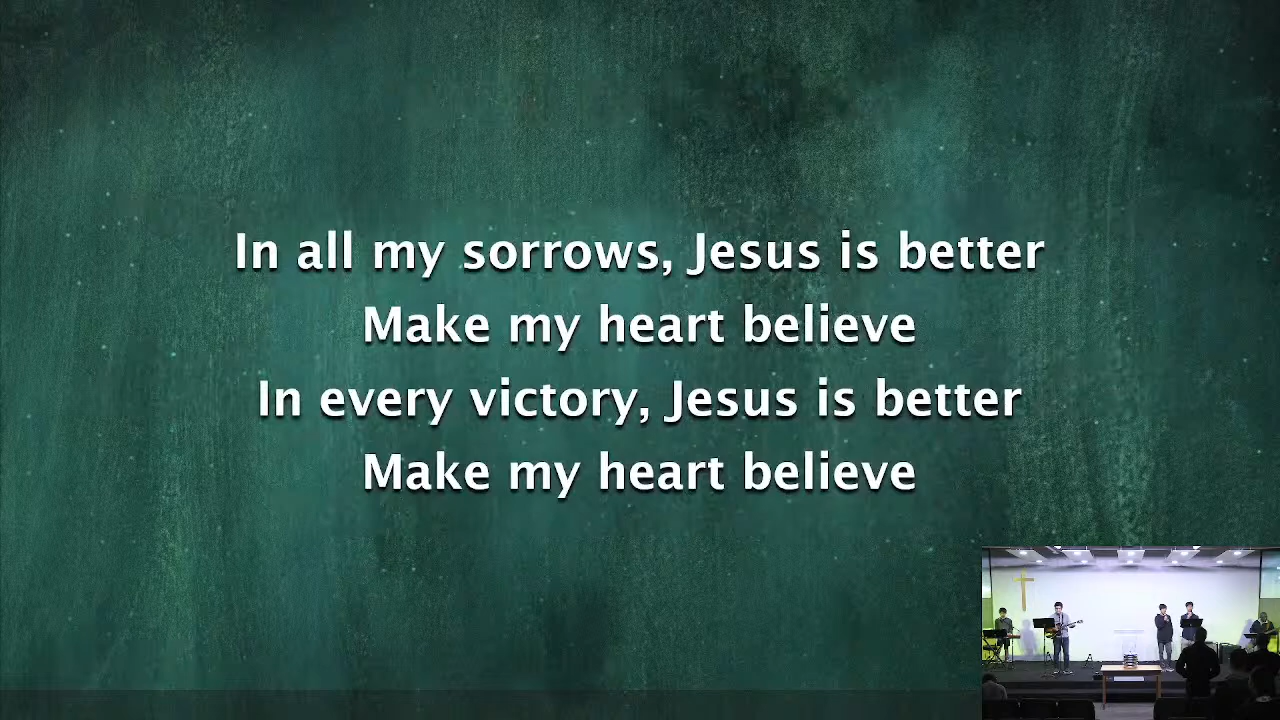 In all my sorrows, Jesus is better
Make my heart believe
In every victory, Jesus is better
Make my heart believe